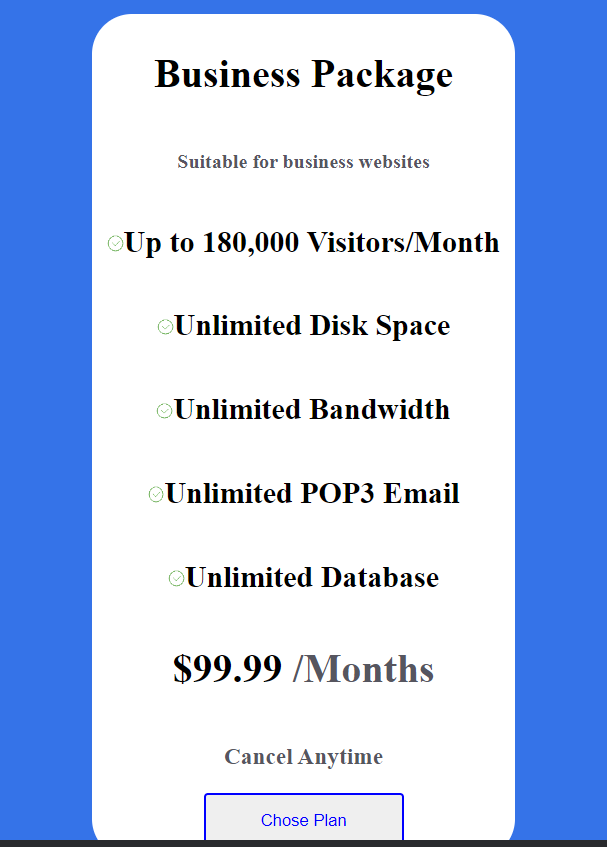 Business Package
Suitable for business websites
Up to 180,000 Visitors/Month
Unlimited Disk Space
Unlimited Bandwidth
Unlimited POP3 Email
Unlimited Database
$99.99 /Months
Cancel Anytime
Chose Plan